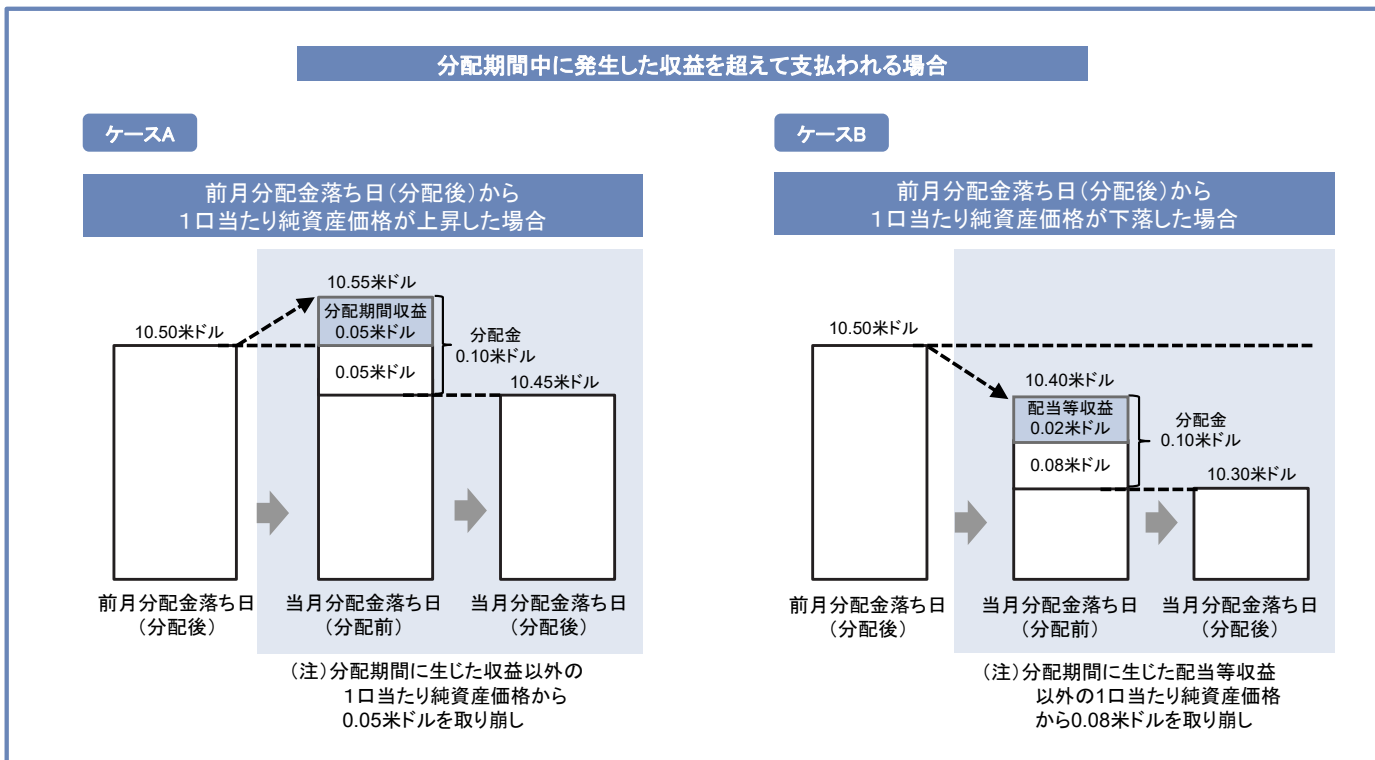 分配期間中に発生した収益を超えて支払われる場合
ケースA
前月分配金落ち日(分配後)から
1口当たり純資産価格が上昇した場合
10.55米ドル
分配期間収益
0.05米ドル
10.50米ドル
分配金
0.10米ドル
0.05米ドル
10.45米ドル
前月分配金落ち日
(分配後)
当月分配金落ち日
(分配前)
当月分配金落ち日
(分配後)
(注)分配期間に生じた収益以外の
1口当たり純資産価格から
0.05米ドルを取り崩し
ケースB
前月分配金落ち日(分配後)から
1口当たり純資産価格が下落した場合
10.50米ドル
10.40米ドル
配当等収益
0.02米ドル
分配金
0.10米ドル
0.08米ドル
10.30米ドル
前月分配金落ち日
(分配後)
当月分配金落ち日
(分配前)
当月分配金落ち日
(分配後)
(注)分配期間に生じた配当等収益
以外の1口当たり純資産価格
から0.08米ドルを取り崩し